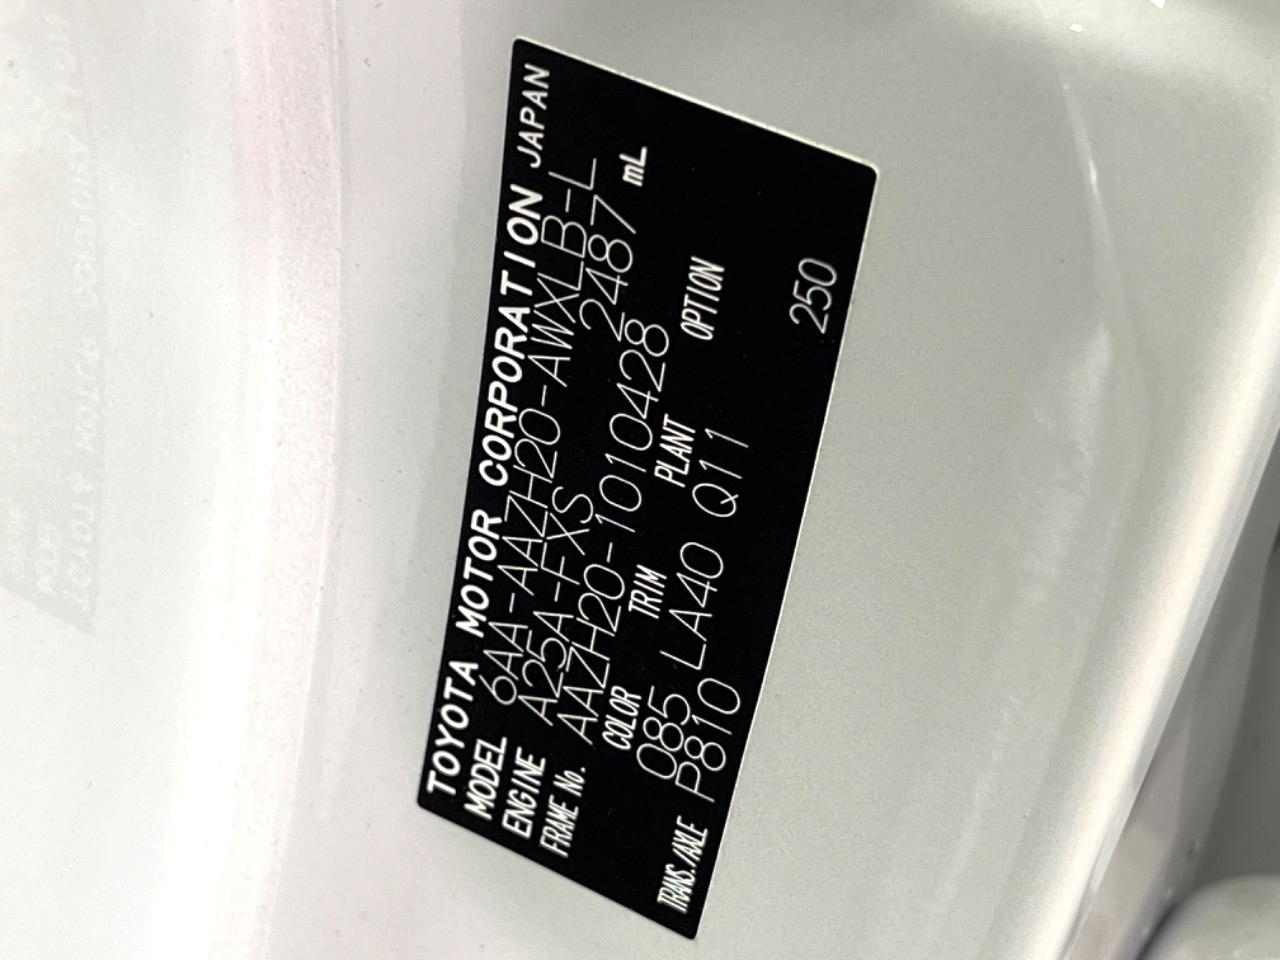 TOYOTA MOTOR CORPORATION JAPAN
MODEL 6AA-AAZH20-AWXLB-L
ENGINE A25A-FXS 2487 mL
FRAME No. AAZH20-1010428
COLOR TRIM PLANT OPTION
085 LA40 Q11
TRANS./AXLE P810 250